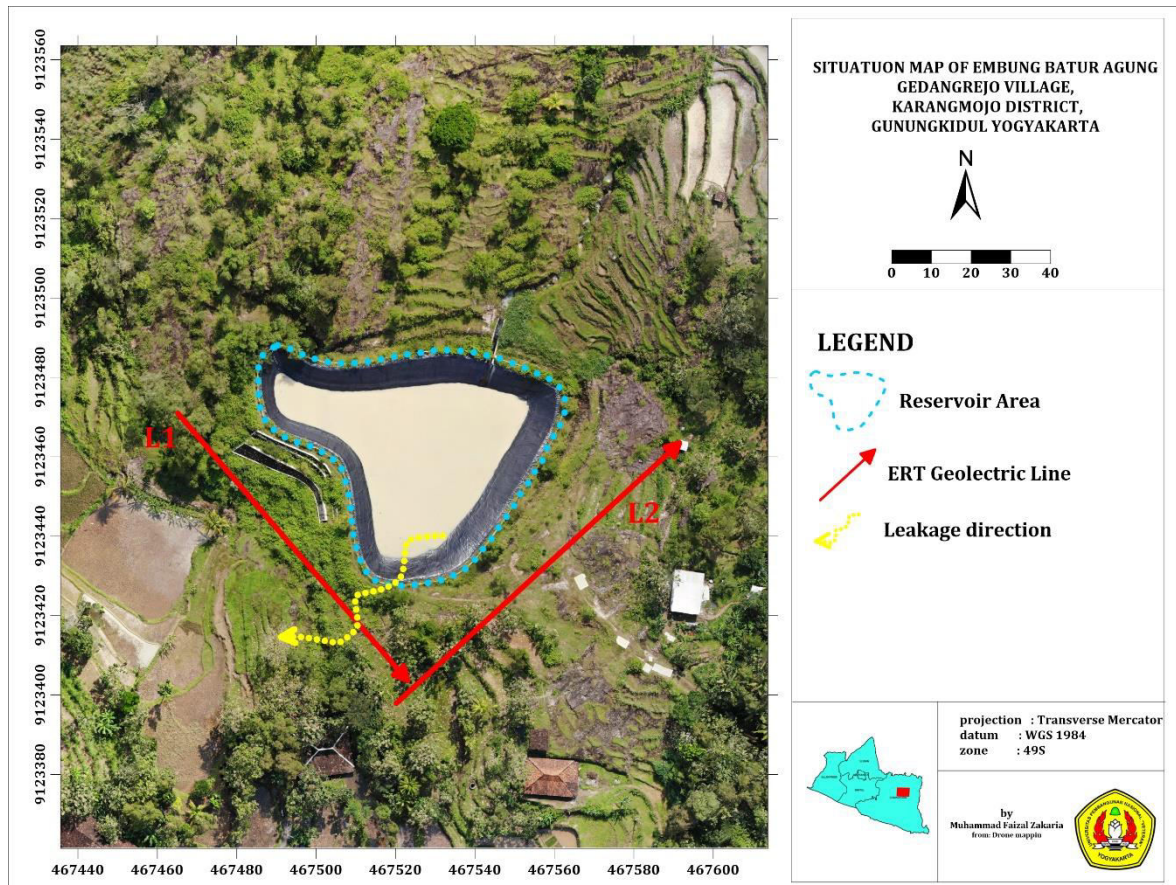 SITUATUON MAP OF EMBUNG BATUR AGUNG
GEDANGREJO VILLAGE,
KARANGMOJO DISTRICT,
GUNUNGKIDUL YOGYAKARTA
N
0 10 20 30 40
LEGEND
Reservoir Area
ERT Geolectric Line
Leakage direction
9123560
9123540
9123520
9123500
9123480
9123460
9123440
9123420
9123400
9123380
L1
L2
467440 467460 467480 467500 467520 467540 467560 467580 467600
projection : Transverse Mercator
datum : WGS 1984
zone : 49S
by
Muhammad Faizal Zakaria
from: Drone mappin
YOGYAKARTA